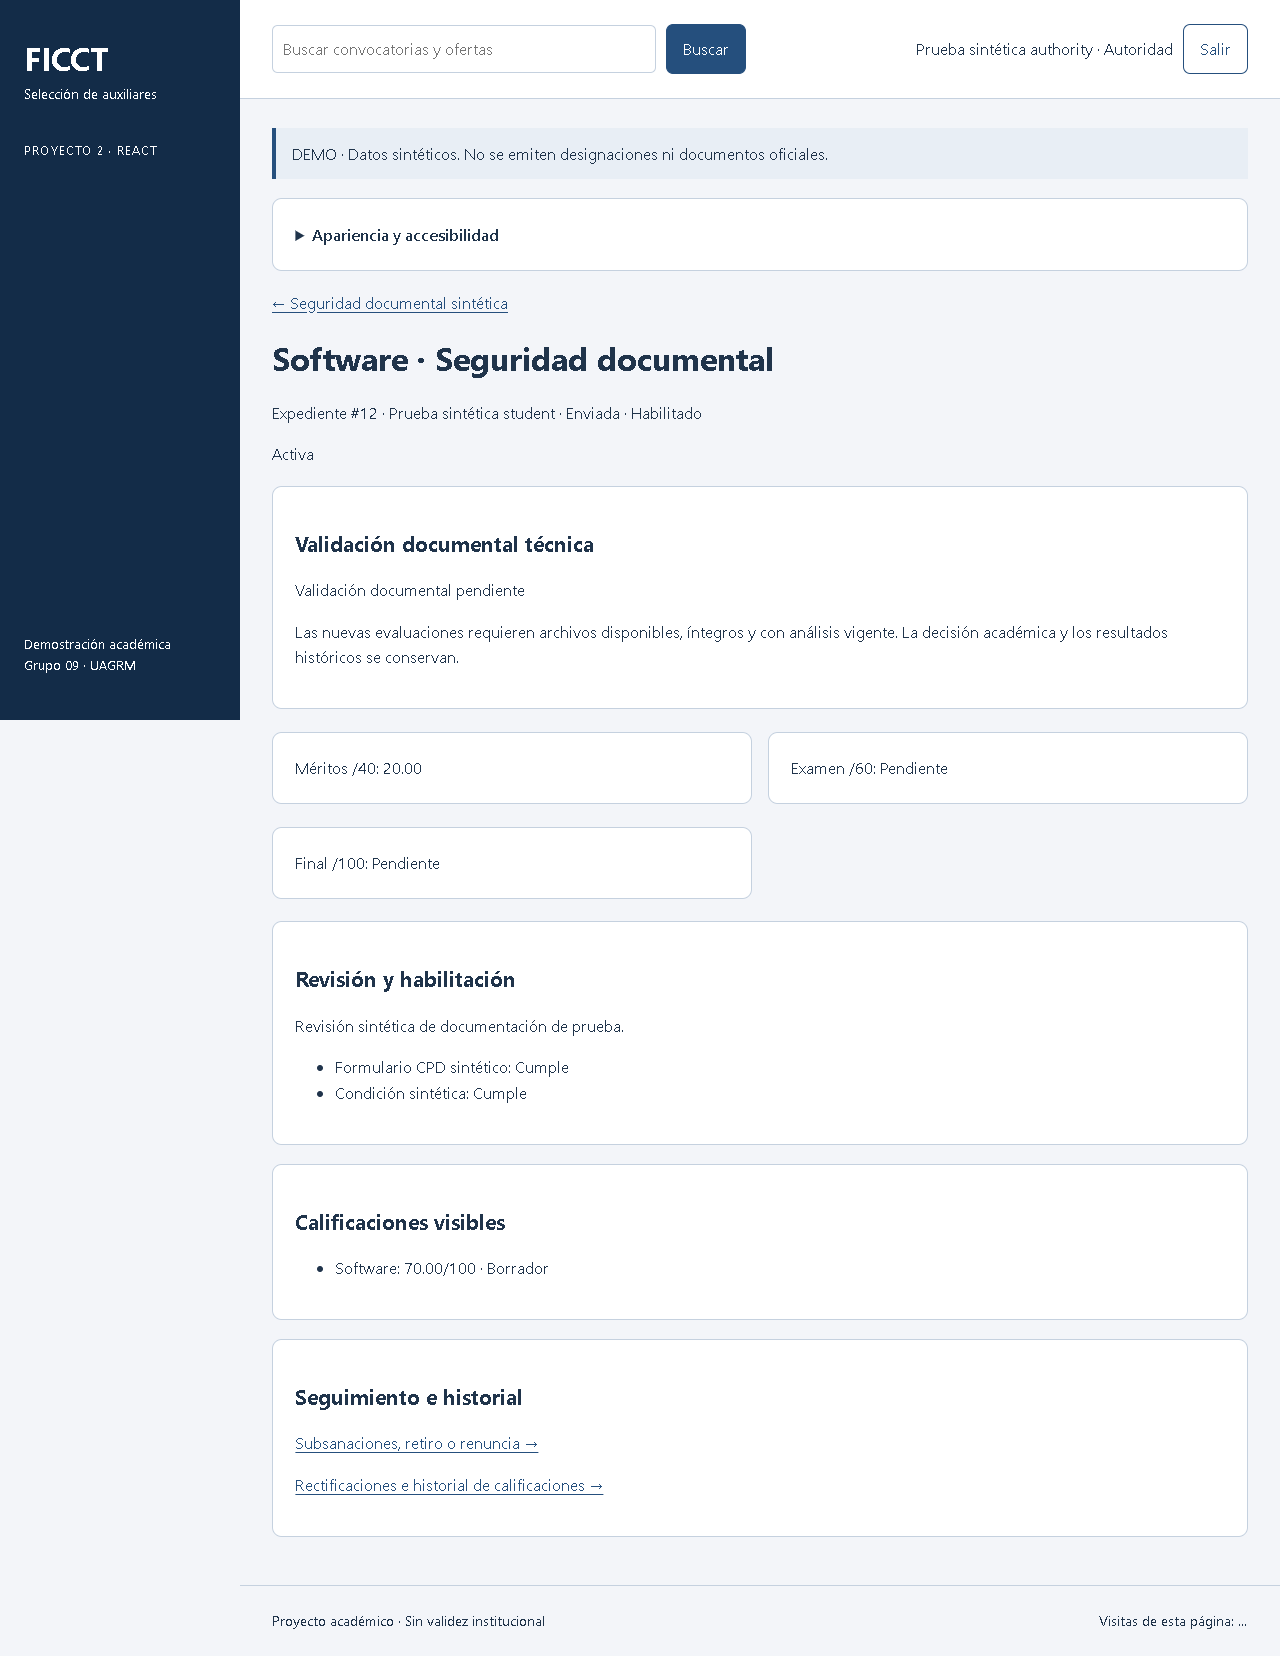 FICCT
Selección de auxiliares
PROYECTO 2 · REACT
Demostración académica
Grupo 09 · UAGRM
Buscar convocatorias y ofertas
Buscar
Prueba sintética authority · Autoridad
Salir
DEMO · Datos sintéticos. No se emiten designaciones ni documentos oficiales.
▶ Apariencia y accesibilidad
← Seguridad documental sintética
Software · Seguridad documental
Expediente #12 · Prueba sintética student · Enviada · Habilitado
Activa
Validación documental técnica
Validación documental pendiente
Las nuevas evaluaciones requieren archivos disponibles, íntegros y con análisis vigente. La decisión académica y los resultados
históricos se conservan.
Méritos /40: 20.00
Examen /60: Pendiente
Final /100: Pendiente
Revisión y habilitación
Revisión sintética de documentación de prueba.
• Formulario CPD sintético: Cumple
• Condición sintética: Cumple
Calificaciones visibles
• Software: 70.00/100 · Borrador
Seguimiento e historial
Subsanaciones, retiro o renuncia →
Rectificaciones e historial de calificaciones →
Proyecto académico · Sin validez institucional
Visitas de esta página: ...